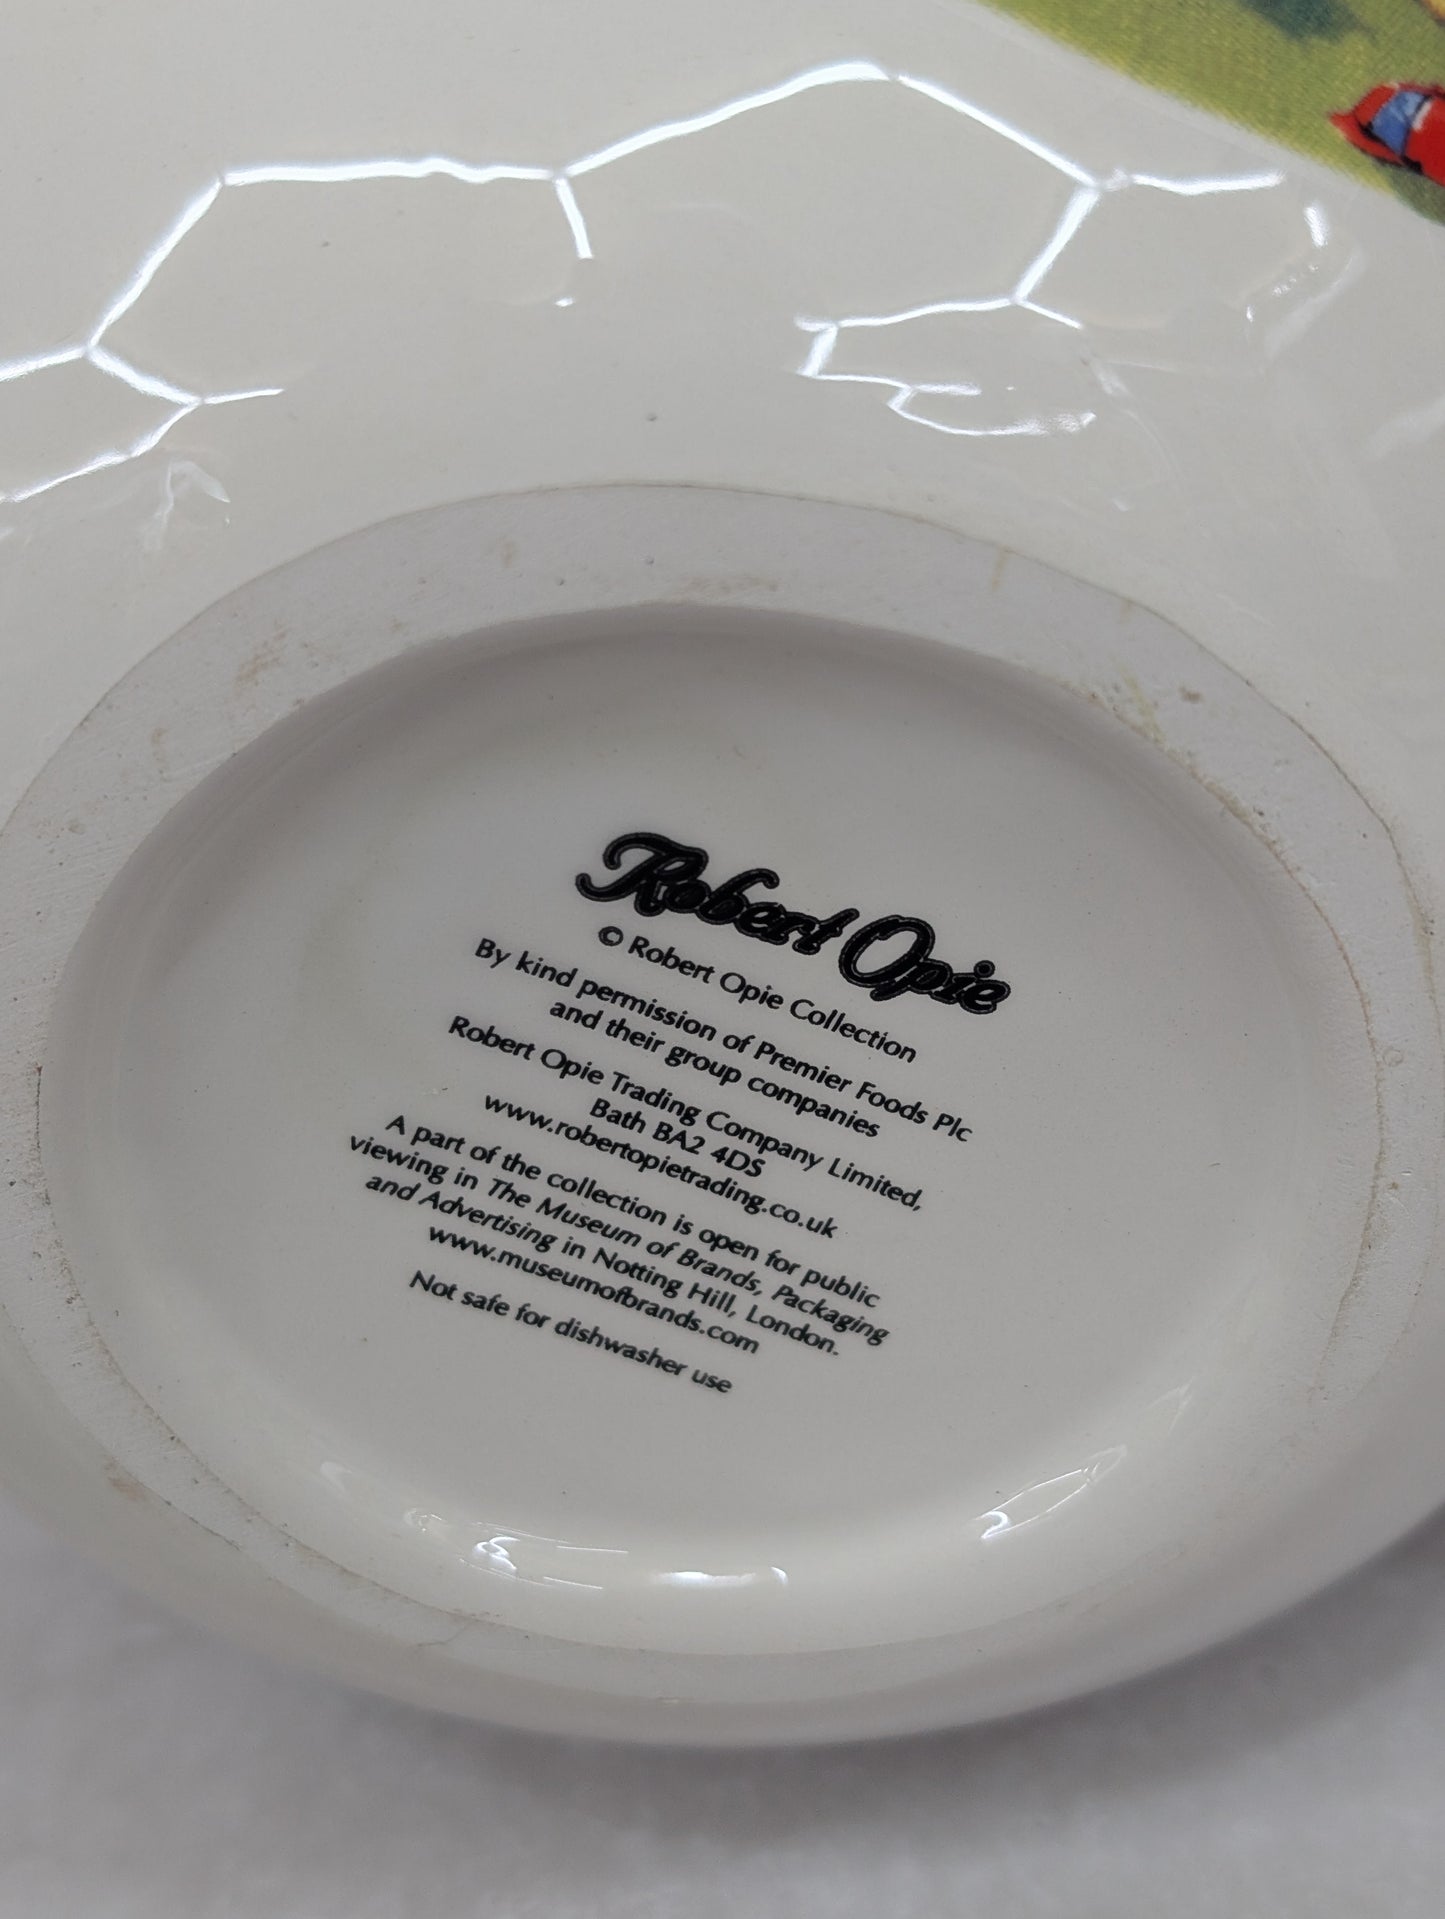 Robert Opie
© Robert Opie Collection
By kind permission of Premier Foods Plc
and their group companies
Robert Opie Trading Company Limited,
Bath BA2 4DS
www.robertopietrading.co.uk
A part of the collection is open for public
viewing in The Museum of Brands, Packaging
and Advertising in Notting Hill, London.
www.museumofbrands.com
Not safe for dishwasher use